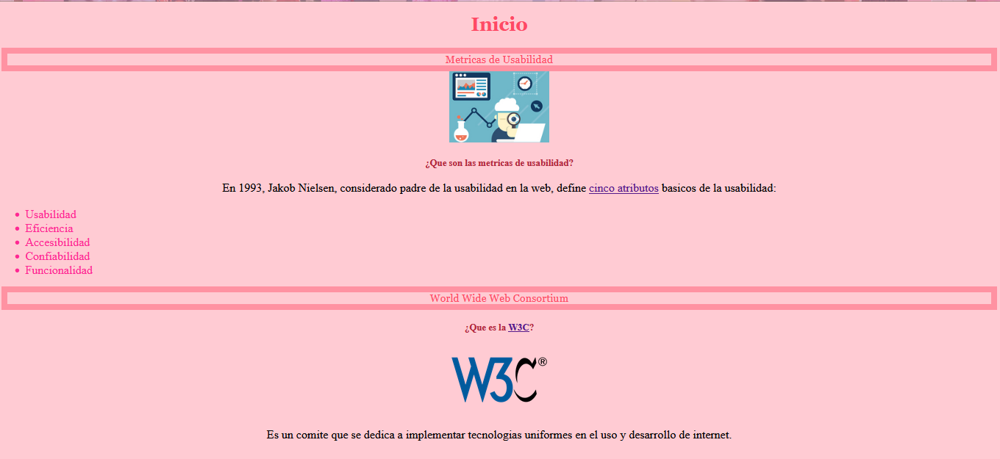 Inicio
Metricas de Usabilidad
¿Que son las metricas de usabilidad?
En 1993, Jakob Nielsen, considerado padre de la usabilidad en la web, define cinco atributos basicos de la usabilidad:
Usabilidad
Eficiencia
Accesibilidad
Confiabilidad
Funcionalidad
World Wide Web Consortium
¿Que es la W3C?
W3C®
Es un comite que se dedica a implementar tecnologias uniformes en el uso y desarrollo de internet.